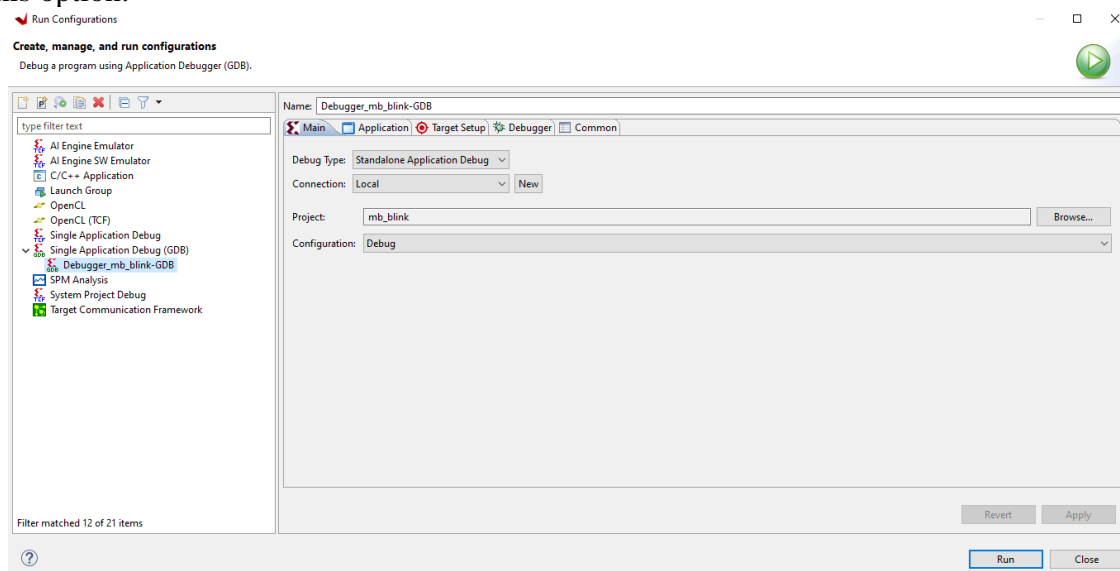 Run Configurations
Create, manage, and run configurations
Debug a program using Application Debugger (GDB).
type filter text
AI Engine Emulator
AI Engine SW Emulator
C/C++ Application
Launch Group
OpenCL
OpenCL (TCF)
Single Application Debug
Single Application Debug (GDB)
Debugger_mb_blink-GDB
SPM Analysis
System Project Debug
Target Communication Framework
Filter matched 12 of 21 items
Name: Debugger_mb_blink-GDB
Main Application Target Setup Debugger Common
Debug Type: Standalone Application Debug
Connection: Local New
Project: mb_blink Browse...
Configuration: Debug
Revert Apply
Run Close